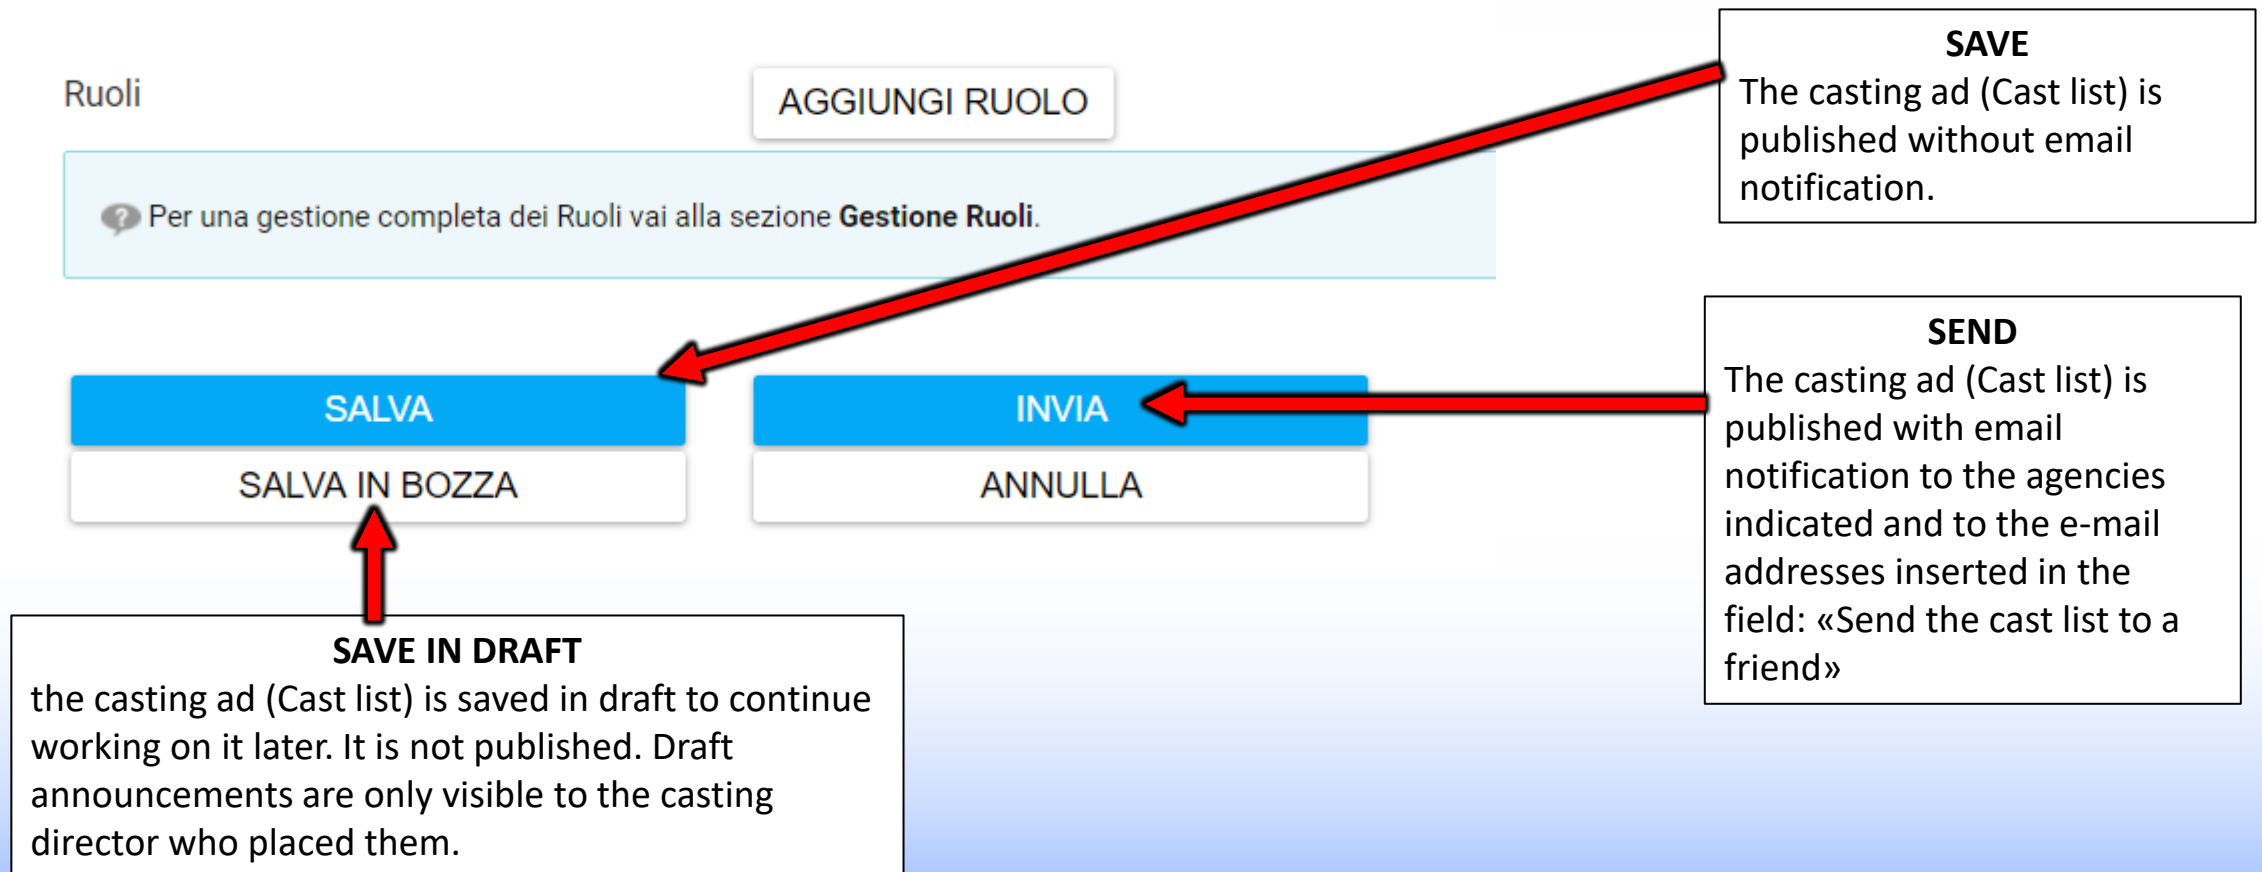 Ruoli
AGGIUNGI RUOLO
Per una gestione completa dei Ruoli vai alla sezione Gestione Ruoli.
SALVA
INVIA
SALVA IN BOZZA
ANNULLA
SAVE
The casting ad (Cast list) is
published without email
notification.
SEND
The casting ad (Cast list) is
published with email
notification to the agencies
indicated and to the e-mail
addresses inserted in the
field: «Send the cast list to a
friend»
SAVE IN DRAFT
the casting ad (Cast list) is saved in draft to continue
working on it later. It is not published. Draft
announcements are only visible to the casting
director who placed them.